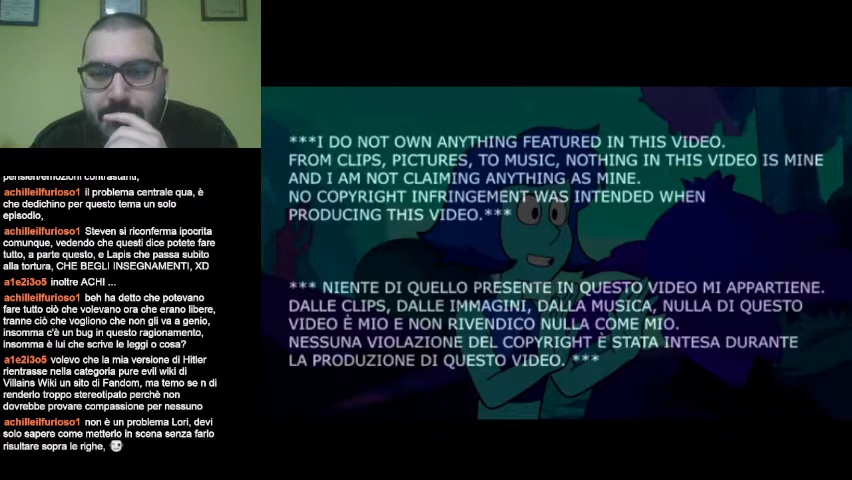 pensieri/emozioni contrastanti,
achilleilfurioso1 il problema centrale qua, è
che dedichino per questo tema un solo
episodio,
achilleilfurioso1 Steven si riconferma ipocrita
comunque, vedendo che questi dice potete fare
tutto, a parte questo, e Lapis che passa subito
alla tortura, CHE BEGLI INSEGNAMENTI, XD
a1e2i3o5 inoltre ACHI ...
achilleilfurioso1 beh ha detto che potevano
fare tutto ciò che volevano ora che erano libere,
tranne ciò che vogliono che non gli va a genio,
insomma c'è un bug in questo ragionamento,
insomma è lui che scrive le leggi o cosa?
a1e2i3o5 volevo che la mia versione di Hitler
rientrasse nella categoria pure evil wiki di
Villains Wiki un sito di Fandom, ma temo se n di
renderlo troppo stereotipato perchè non
dovrebbe provare compassione per nessuno
achilleilfurioso1 non è un problema Lori, devi
solo sapere come metterlo in scena senza farlo
risultare sopra le righe,
***I DO NOT OWN ANYTHING FEATURED IN THIS VIDEO.
FROM CLIPS, PICTURES, TO MUSIC, NOTHING IN THIS VIDEO IS MINE
AND I AM NOT CLAIMING ANYTHING AS MINE.
NO COPYRIGHT INFRINGEMENT WAS INTENDED WHEN
PRODUCING THIS VIDEO.***
*** NIENTE DI QUELLO PRESENTE IN QUESTO VIDEO MI APPARTIENE.
DALLE CLIPS, DALLE IMMAGINI, DALLA MUSICA, NULLA DI QUESTO
VIDEO È MIO E NON RIVENDICO NULLA COME MIO.
NESSUNA VIOLAZIONE DEL COPYRIGHT È STATA INTESA DURANTE
LA PRODUZIONE DI QUESTO VIDEO. ***